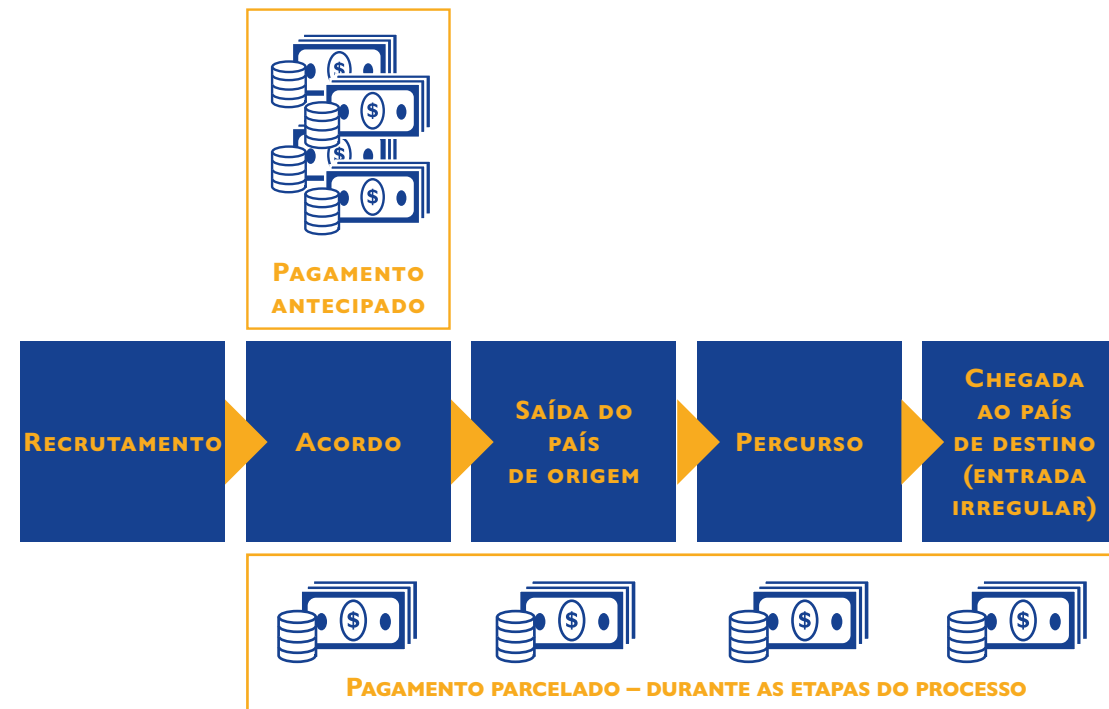 $
$
$
$
PAGAMENTO
ANTECIPADO
RECRUTAMENTO
ACORDO
SAÍDA DO
PAÍS
DE ORIGEM
PERCURSO
CHEGADA
AO PAÍS
DE DESTINO
(ENTRADA
IRREGULAR)
$ $ $ $
PAGAMENTO PARCELADO – DURANTE AS ETAPAS DO PROCESSO